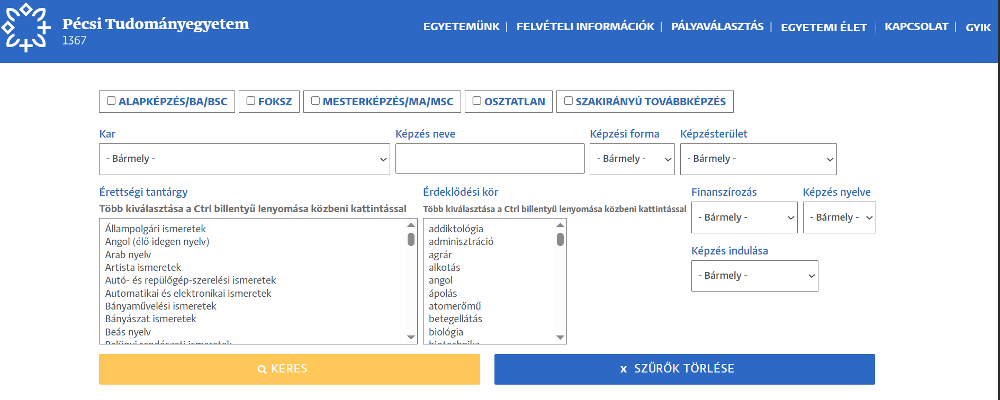 Pécsi Tudományegyetem
1367
EGYETEMÜNK | FELVÉTELI INFORMÁCIÓK | PÁLYAVÁLASZTÁS | EGYETEMI ÉLET | KAPCSOLAT | GYIK
ALAPKÉPZÉS/BA/BSC FOKSZ MESTERKÉPZÉS/MA/MSC OSZTATLAN SZAKIRÁNYÚ TOVÁBBKÉPZÉS
Kar Képzés neve Képzési forma Képzésterület
- Bármely - - Bármely - - Bármely -
Érettségi tantárgy
Több kiválasztása a Ctrl billentyű lenyomása közbeni kattintással
Állampolgári ismeretek
Angol (élő idegen nyelv)
Arab nyelv
Artista ismeretek
Autó- és repülőgép-szerelési ismeretek
Automatikai és elektronikai ismeretek
Bányaművelési ismeretek
Bányászat ismeretek
Beás nyelv
Belügyi rendészeti ismeretek
Érdeklődési kör
Több kiválasztása a Ctrl billentyű lenyomása közbeni kattintással
addiktológia
adminisztráció
agrár
alkotás
angol
ápolás
atomerőmű
betegellátás
biológia
biotechnika
Finanszírozás Képzés nyelve
- Bármely - - Bármely -
Képzés indulása
- Bármely -
KERES
x SZŰRŐK TÖRLÉSE